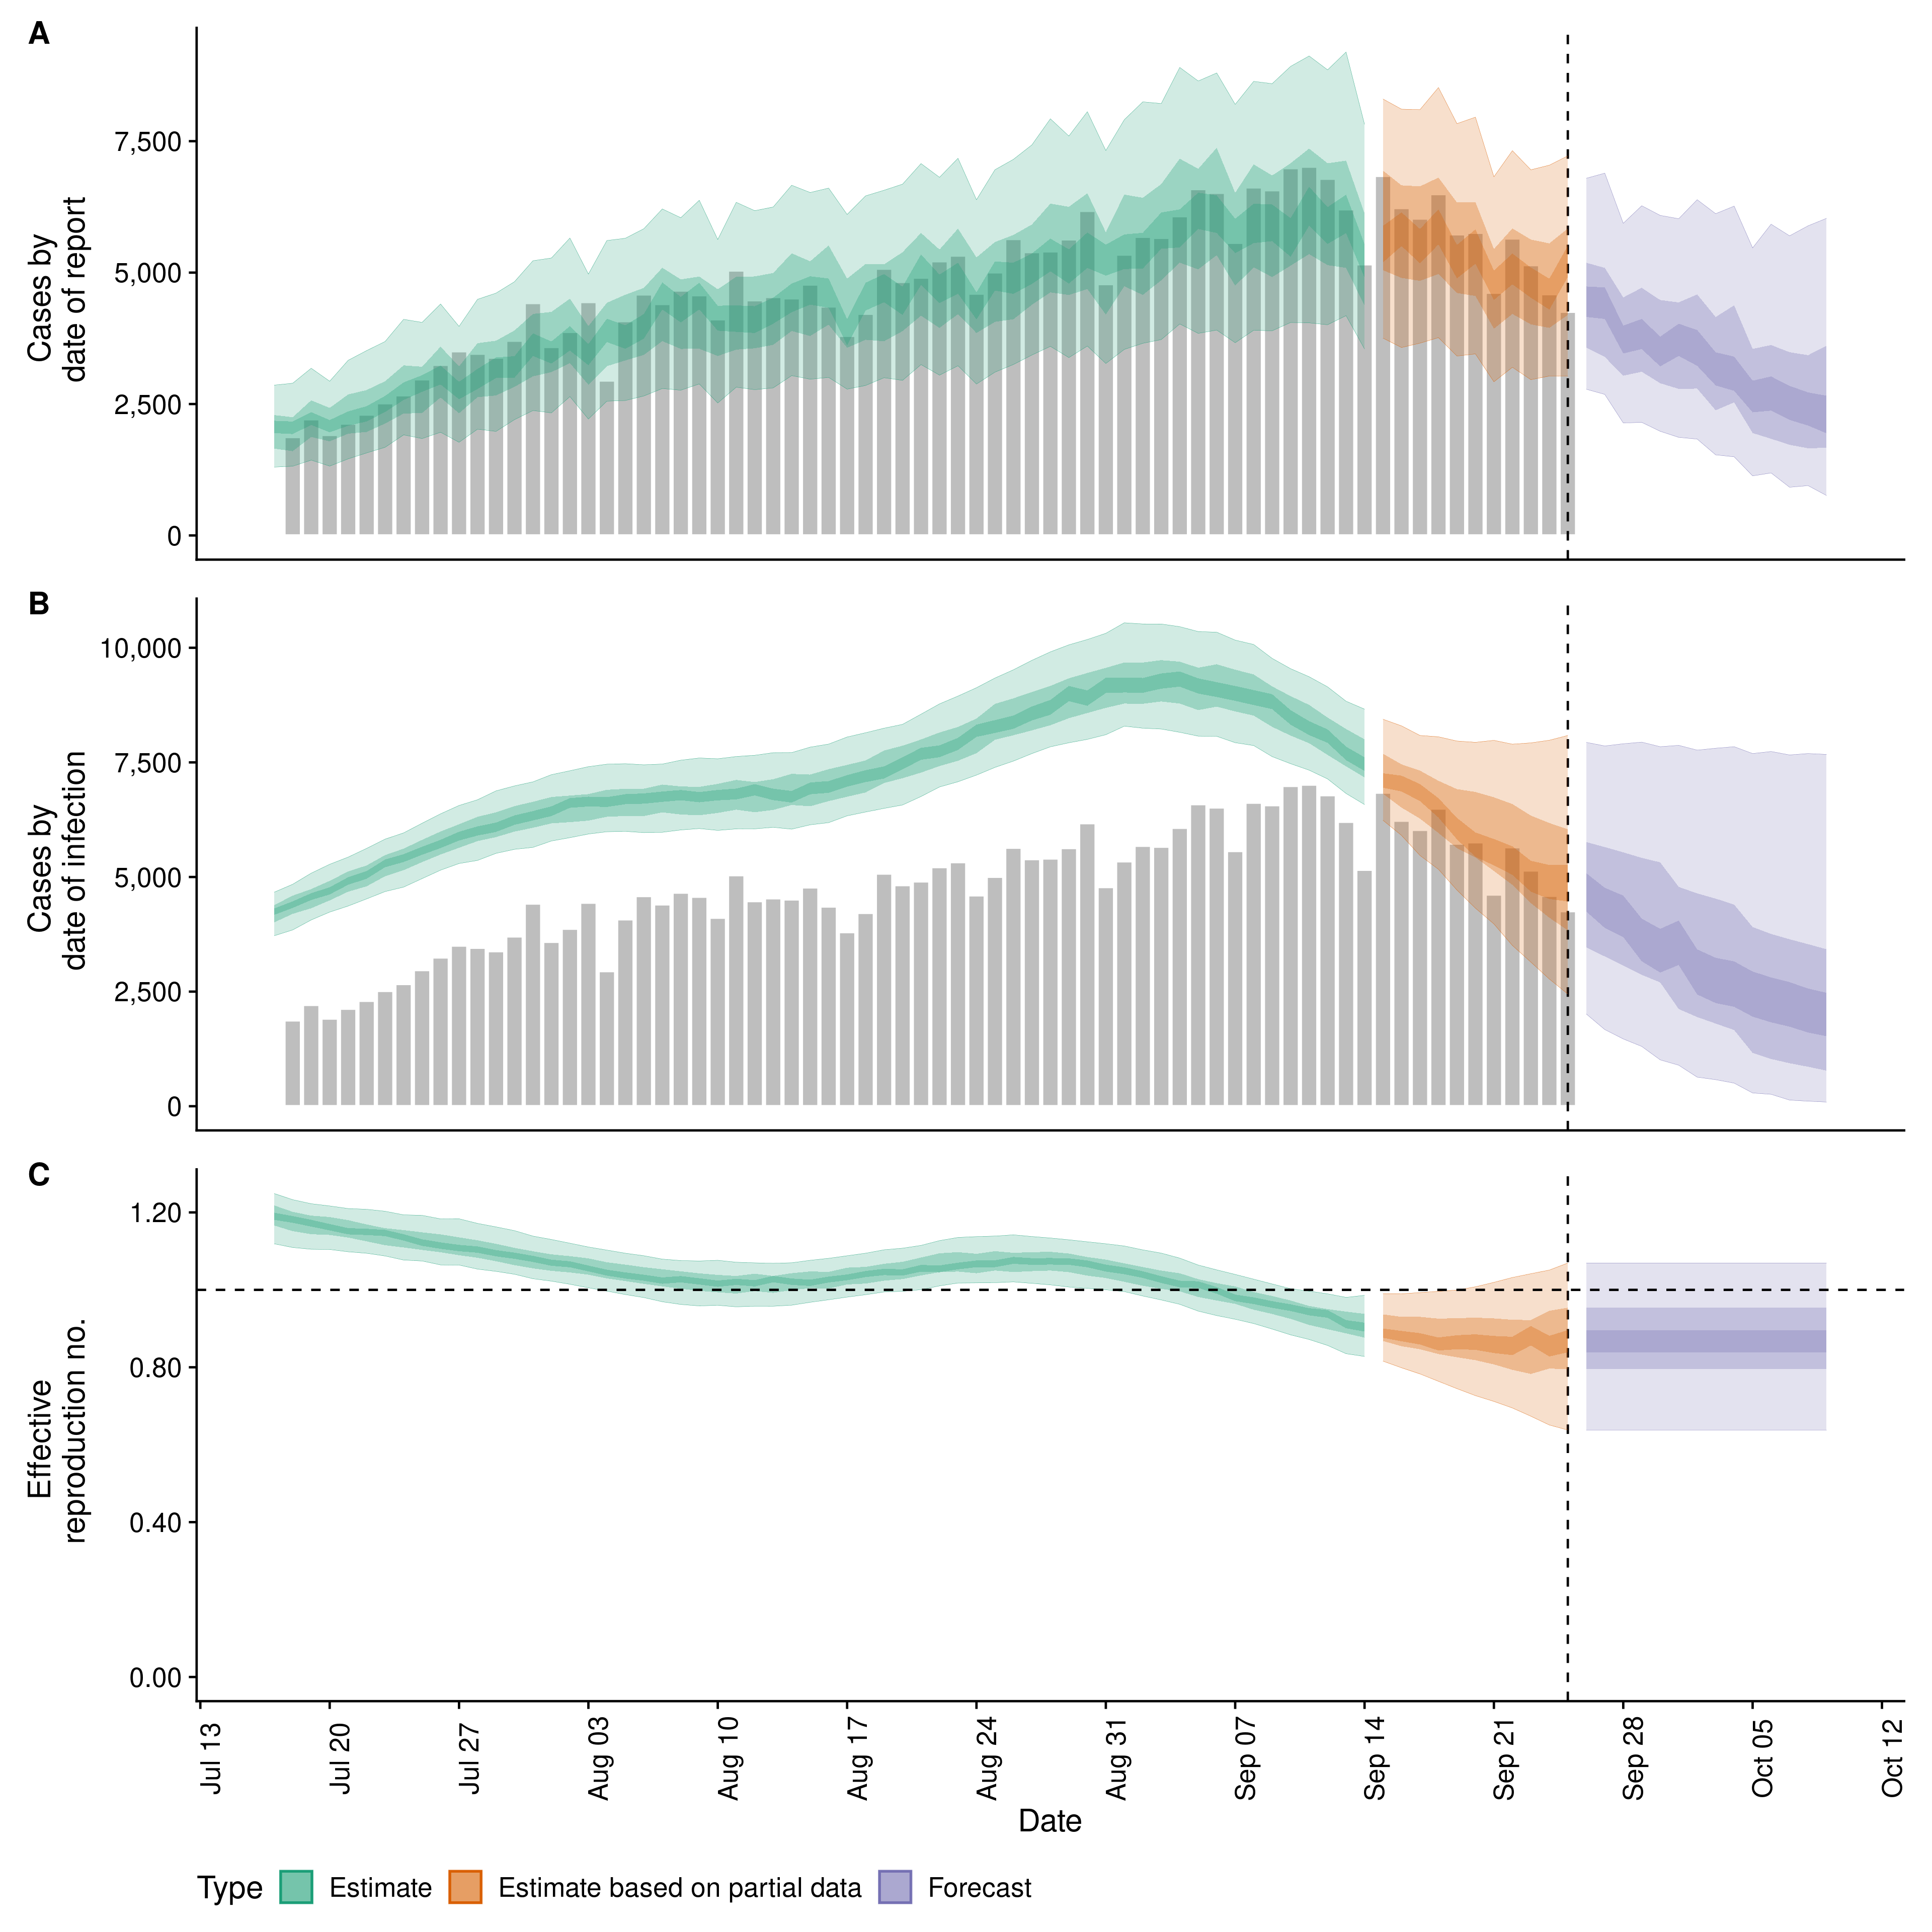 A
Cases by
date of report
7,500
5,000
2,500
0
B
Cases by
date of infection
10,000
7,500
5,000
2,500
0
C
Effective
reproduction no.
1.20
0.80
0.40
0.00
Jul 13
Jul 20
Jul 27
Aug 03
Aug 10
Aug 17
Aug 24
Aug 31
Sep 07
Sep 14
Sep 21
Sep 28
Oct 05
Oct 12
Date
Type Estimate Estimate based on partial data Forecast